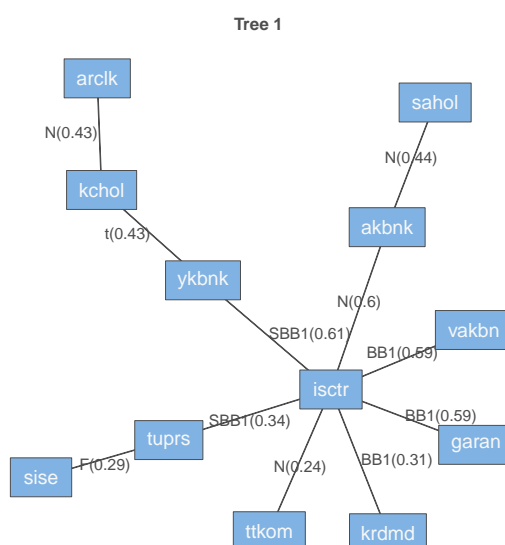 Tree 1
arclk
sahol
N(0.43)
N(0.44)
kchol
akbnk
t(0.43)
ykbnk
N(0.6)
vakbn
SBB1(0.61)
BB1(0.59)
isctr
BB1(0.59)
SBB1(0.34)
tuprs
garan
BB1(0.31)
F(0.29)
N(0.24)
sise
ttkom
krdmd